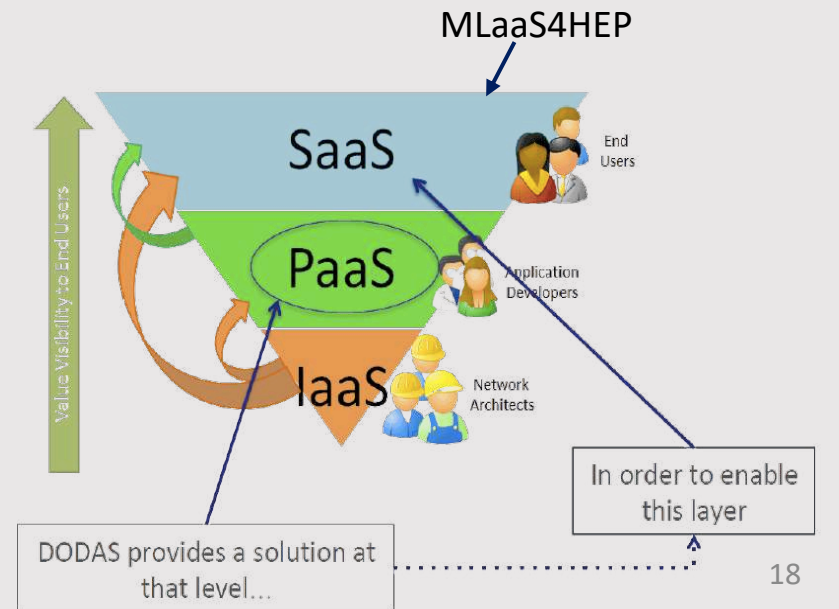 MLaaS4HEP
SaaS
End
Users
Value Visibility to End Users
PaaS
Application
Developers
IaaS
Network
Architects
In order to enable
this layer
DODAS provides a solution at
that level...
18